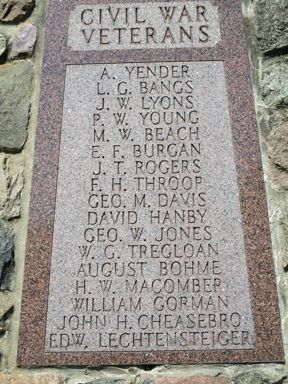 CIVIL WAR
VETERANS
A. YENDER
L. G. BANGS
J. W. LYONS
P. W. YOUNG
M. W. BEACH
E. F. BURGAN
J. T. ROGERS
F. H. THROOP
GEO. M. DAVIS
DAVID HANBY
GEO. W. JONES
W. G. TREGLOAN
AUGUST BOHME
H. W. MACOMBER
WILLIAM GORMAN
JOHN H. CHEASEBRO
EDW. LECHTENSTEIGER